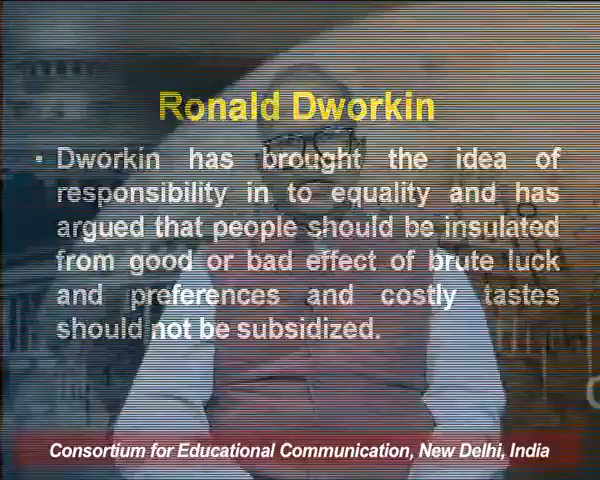 Ronald Dworkin
• Dworkin has brought the idea of
responsibility in to equality and has
argued that people should be insulated
from good or bad effect of brute luck
and preferences and costly tastes
should not be subsidized.
Consortium for Educational Communication, New Delhi, India